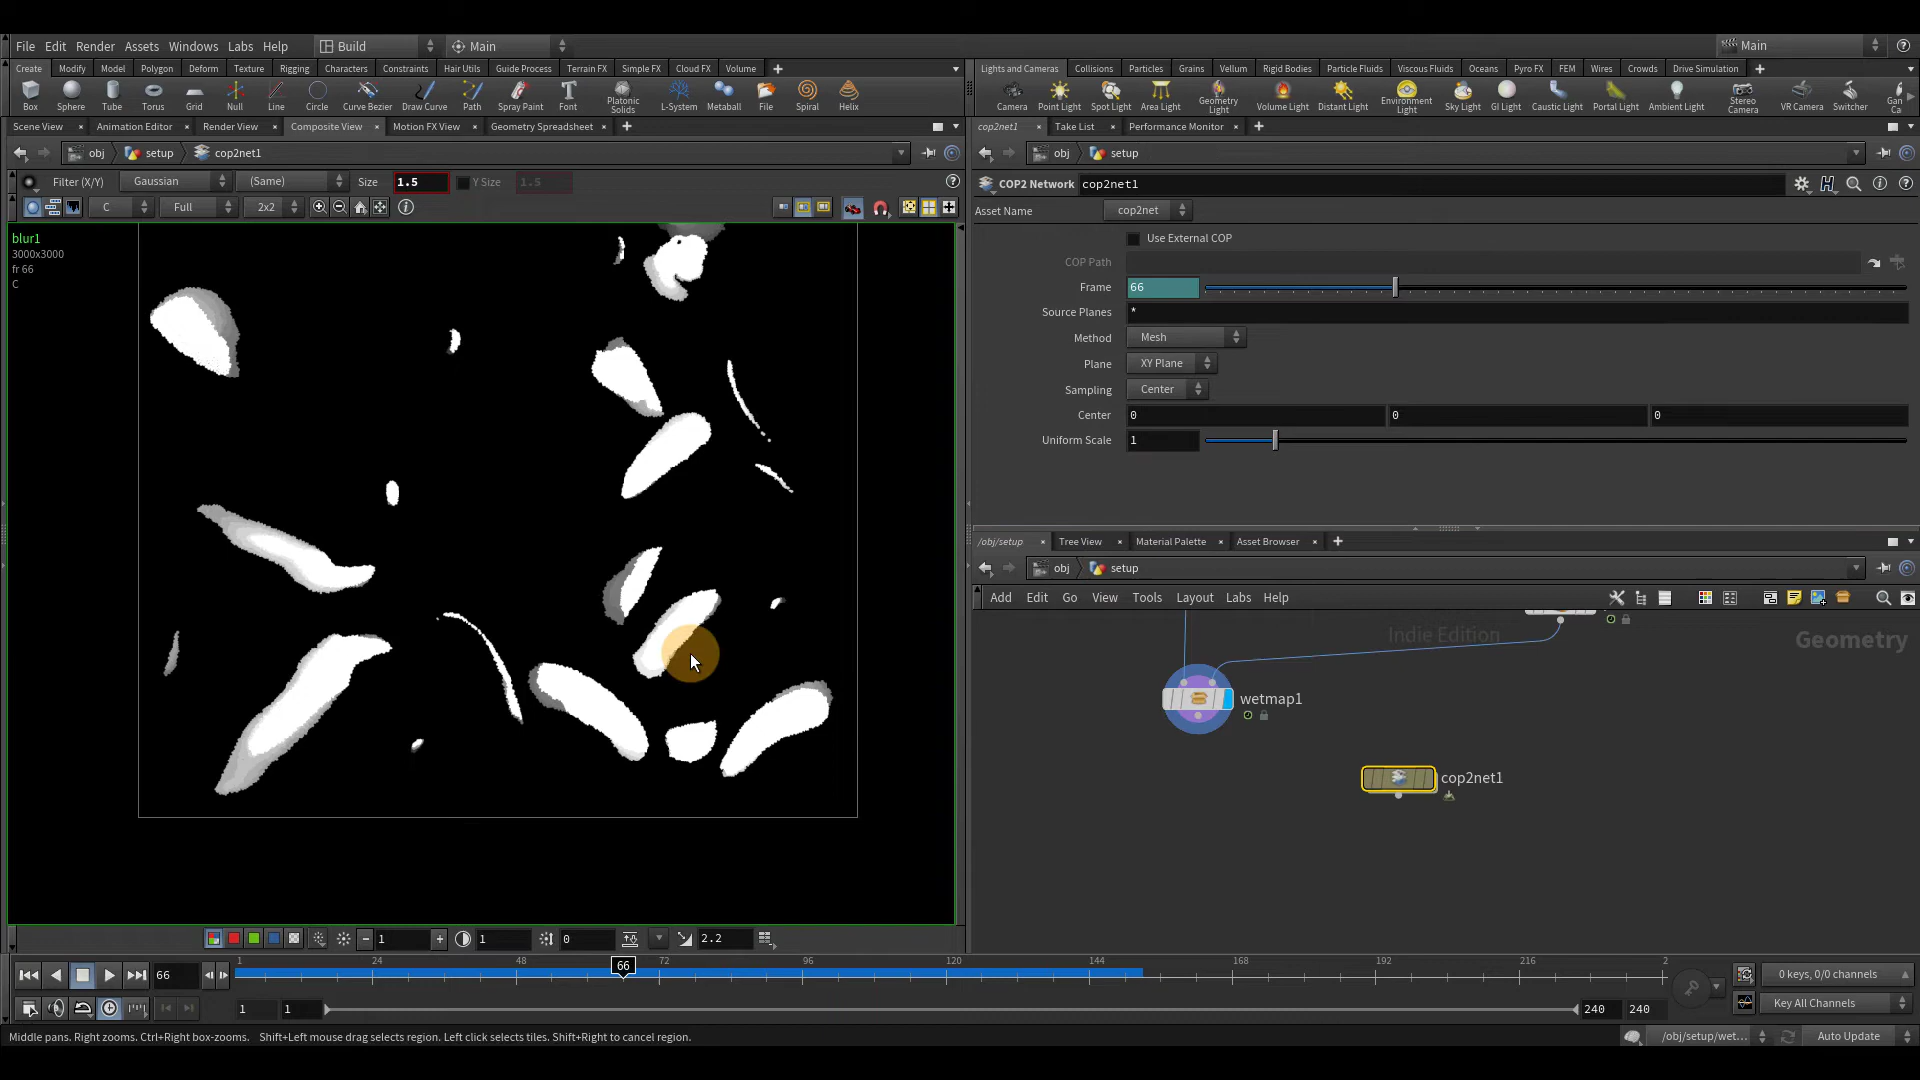 File Edit Render Assets Windows Labs Help Build Main Main
Create Modify Model Polygon Deform Texture Rigging Characters Constraints Hair Utils Guide Process Terrain FX Simple FX Cloud FX Volume
Lights and Cameras Collisions Particles Grains Vellum Rigid Bodies Particle Fluids Viscous Fluids Oceans Pyro FX FEM Wires Crowds Drive Simulation
Box Sphere Tube Torus Grid Null Line Circle Curve Bezier Draw Curve Path Spray Paint Font Platonic Solids L-System Metaball File Spiral Helix
Camera Point Light Spot Light Area Light Geometry Light Volume Light Distant Light Environment Light Sky Light GI Light Caustic Light Portal Light Ambient Light Stereo Camera VR Camera Switcher
Scene View Animation Editor Render View Composite View Motion FX View Geometry Spreadsheet
cop2net1 Take List Performance Monitor
obj setup cop2net1
obj setup
Filter (X/Y) Gaussian (Same) Size 1.5 Y Size 1.5
COP2 Network cop2net1
C Full 2x2
Asset Name cop2net
Use External COP
COP Path
Frame 66
Source Planes *
Method Mesh
Plane XY Plane
Sampling Center
Center 0 0 0
Uniform Scale 1
blur1
3000x3000
fr 66
C
/obj/setup Tree View Material Palette Asset Browser
obj setup
Add Edit Go View Tools Layout Labs Help
Indie Edition
Geometry
wetmap1
cop2net1
1 1 0 2.2
66
1 24 48 66 72 96 120 144 168 192 216 2
0 keys, 0/0 channels
1 1 240 240
Key All Channels
Middle pans. Right zooms. Ctrl+Right box-zooms. Shift+Left mouse drag selects region. Left click selects tiles. Shift+Right to cancel region.
/obj/setup/wet... Auto Update